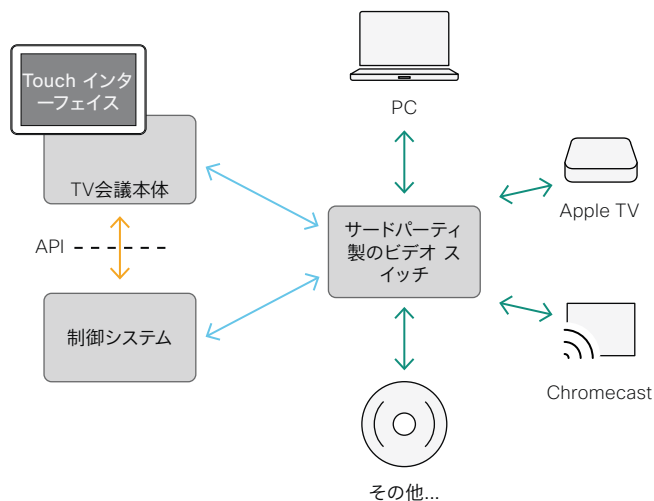 Touch インタ
ーフェイス
TV会議本体
API
制御システム
PC
サードパーティ
製のビデオ ス
イッチ
Apple TV
Chromecast
その他...